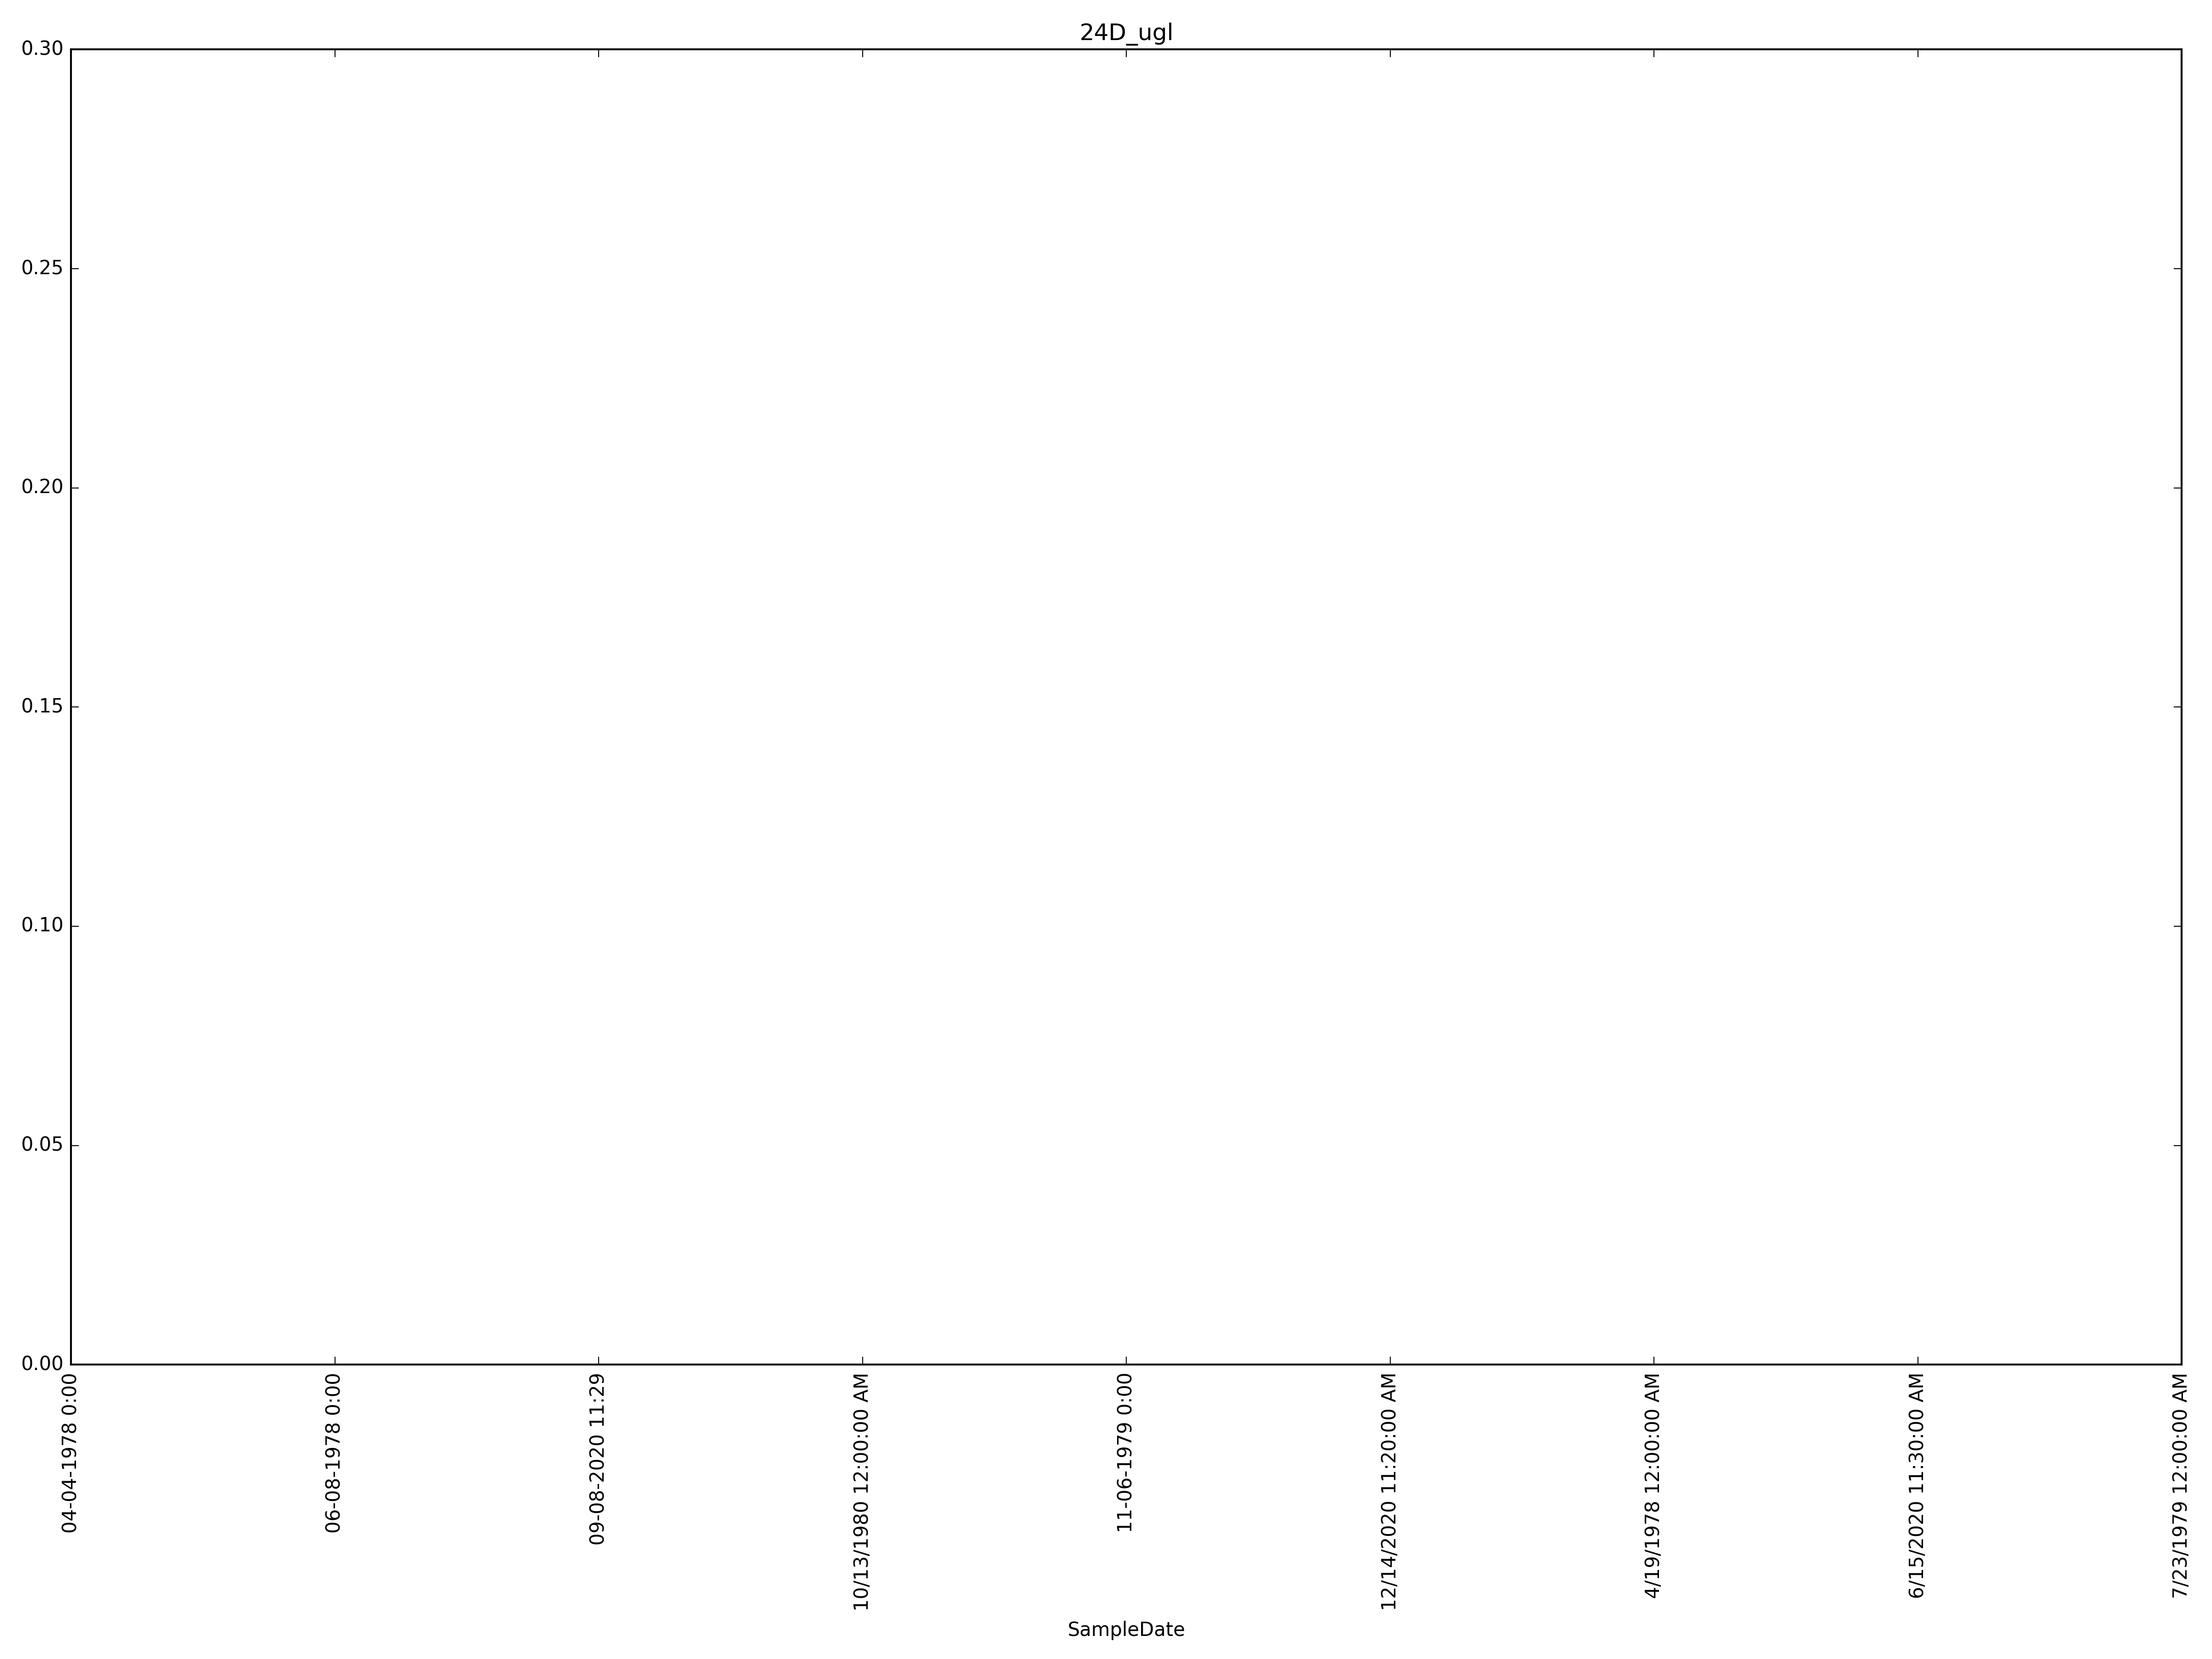 24D_ugl
0.30
0.25
0.20
0.15
0.10
0.05
0.00
04-04-1978 0:00
06-08-1978 0:00
09-08-2020 11:29
10/13/1980 12:00:00 AM
11-06-1979 0:00
12/14/2020 11:20:00 AM
4/19/1978 12:00:00 AM
6/15/2020 11:30:00 AM
7/23/1979 12:00:00 AM
SampleDate